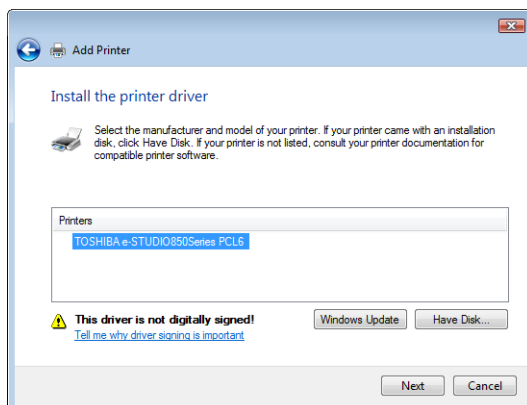 Add Printer
Install the printer driver
Select the manufacturer and model of your printer. If your printer came with an installation
disk, click Have Disk. If your printer is not listed, consult your printer documentation for
compatible printer software.
Printers
TOSHIBA e-STUDIO850Series PCL6
This driver is not digitally signed!
Windows Update
Have Disk...
Tell me why driver signing is important
Next
Cancel